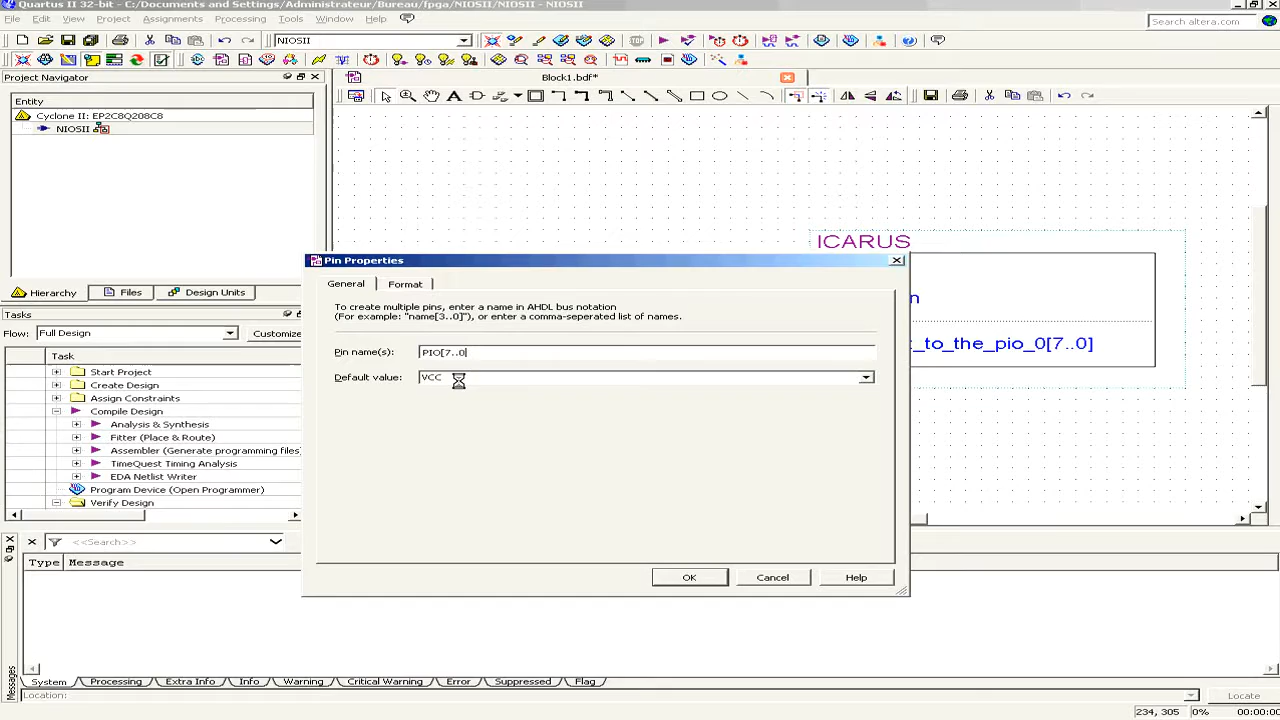 Quartus II 32-bit - C:/Documents and Settings/Administrateur/Bureau/fpga/NIOSII/NIOSII - NIOSII
File Edit View Project Assignments Processing Tools Window Help
Search altera.com
NIOSII
Project Navigator
Block1.bdf*
Entity
Cyclone II: EP2C8Q208C8
NIOSII
ICARUS
Pin Properties
General Format
To create multiple pins, enter a name in AHDL bus notation
(For example: "name[3..0]"), or enter a comma-seperated list of names.
n
Pin name(s): PIO[7..0]
_to_the_pio_0[7..0]
Default value: VCC
Hierarchy Files Design Units
Tasks
Flow: Full Design Customize
Task
Start Project
Create Design
Assign Constraints
Compile Design
Analysis & Synthesis
Fitter (Place & Route)
Assembler (Generate programming files)
TimeQuest Timing Analysis
EDA Netlist Writer
Program Device (Open Programmer)
Verify Design
OK Cancel Help
<<Search>>
Type Message
Messages
System Processing Extra Info Info Warning Critical Warning Error Suppressed Flag
Location: Locate
234, 305 0% 00:00:00